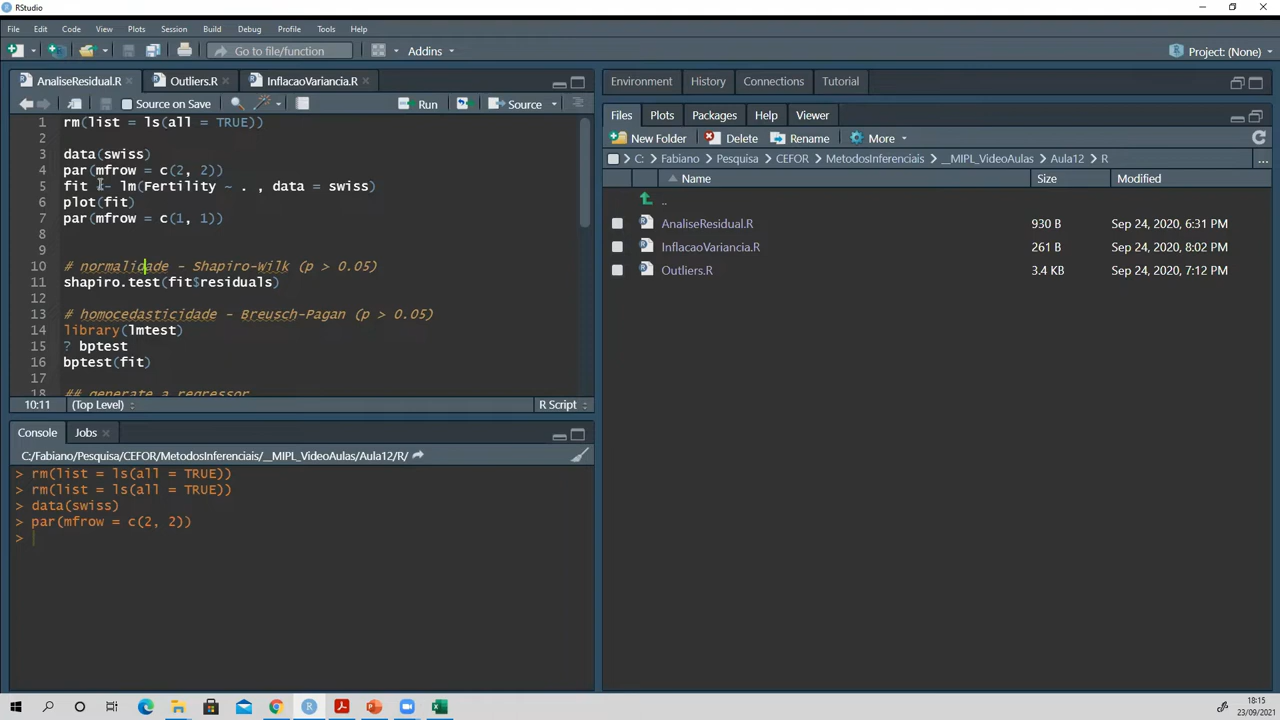 RStudio
File Edit Code View Plots Session Build Debug Profile Tools Help
Go to file/function Addins Project: (None)
AnaliseResidual.R Outliers.R InflacaoVariancia.R
Source on Save Run Source
1 rm(list = ls(all = TRUE))
2
3 data(swiss)
4 par(mfrow = c(2, 2))
5 fit <- lm(Fertility ~ . , data = swiss)
6 plot(fit)
7 par(mfrow = c(1, 1))
8
9
10 # normalidade - Shapiro-Wilk (p > 0.05)
11 shapiro.test(fit$residuals)
12
13 # homocedasticidade - Breusch-Pagan (p > 0.05)
14 library(lmtest)
15 ? bptest
16 bptest(fit)
17
18 ## generate a regressor
10:11 (Top Level) R Script
Console Jobs
C:/Fabiano/Pesquisa/CEFOR/MetodosInferenciais/__MIPL_VideoAulas/Aula12/R/
> rm(list = ls(all = TRUE))
> rm(list = ls(all = TRUE))
> data(swiss)
> par(mfrow = c(2, 2))
>
Environment History Connections Tutorial
Files Plots Packages Help Viewer
New Folder Delete Rename More
C: Fabiano Pesquisa CEFOR MetodosInferenciais __MIPL_VideoAulas Aula12 R ...
Name Size Modified
..
AnaliseResidual.R 930 B Sep 24, 2020, 6:31 PM
InflacaoVariancia.R 261 B Sep 24, 2020, 8:02 PM
Outliers.R 3.4 KB Sep 24, 2020, 7:12 PM
18:15
23/09/2021